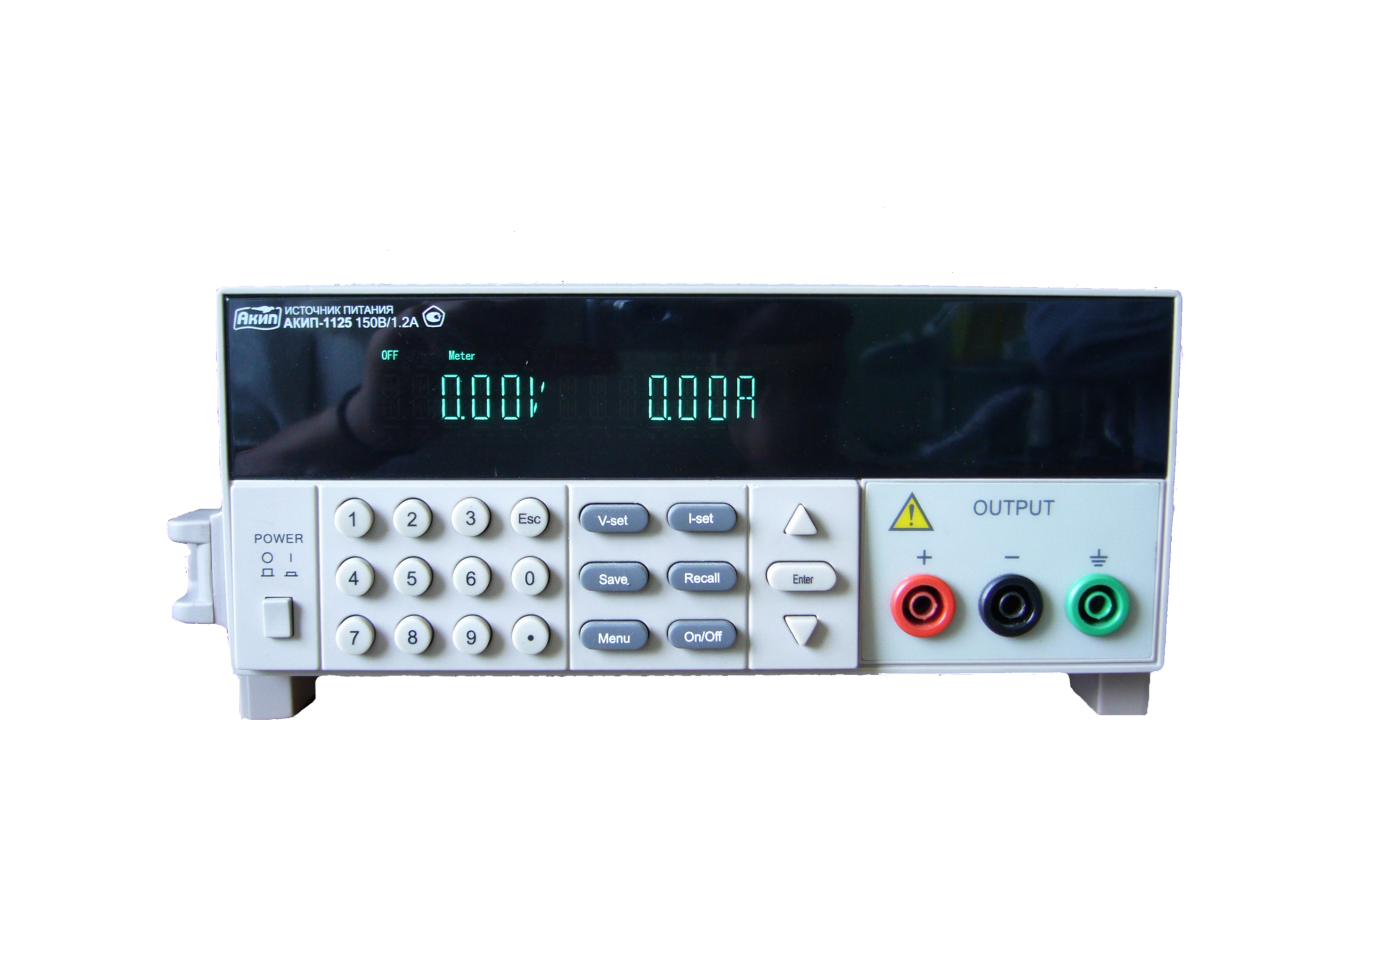 Акип
ИСТОЧНИК ПИТАНИЯ
АКИП-1125 150В/1.2А
OFF Meter
0.00V 0.00A
POWER
1 2 3 Esc
4 5 6 0
7 8 9 •
V-set I-set
Save Recall
Menu On/Off
Enter
OUTPUT
+ −